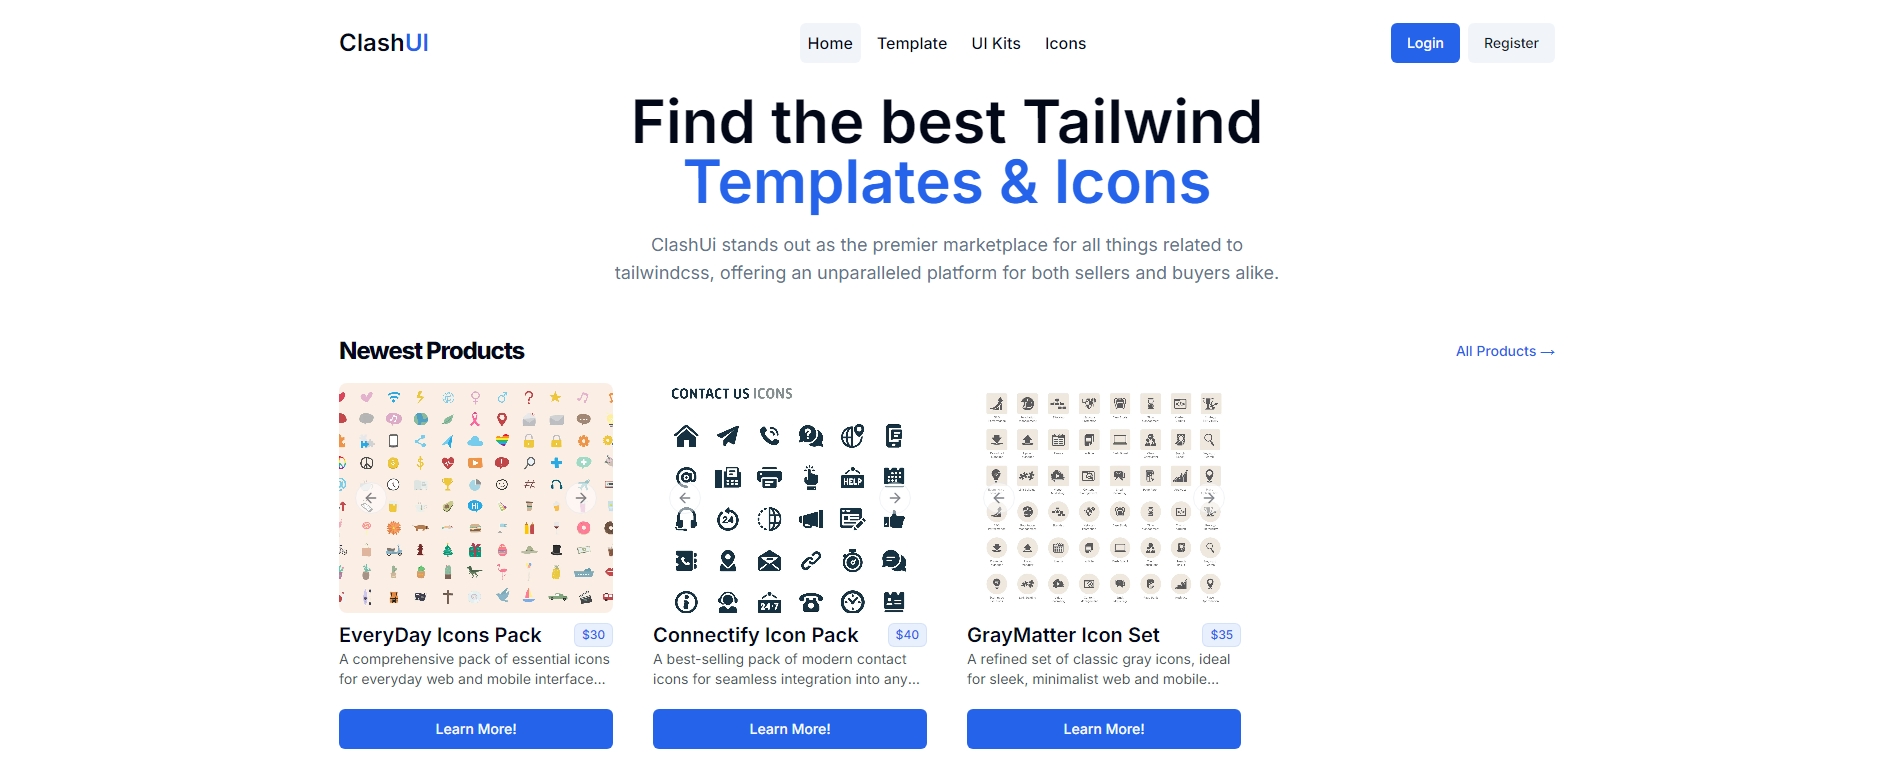 ClashUI
Home Template UI Kits Icons
Login Register
Find the best Tailwind
Templates & Icons
ClashUi stands out as the premier marketplace for all things related to
tailwindcss, offering an unparalleled platform for both sellers and buyers alike.
Newest Products
All Products →
CONTACT US ICONS
?
@
HELP
24
24·7
Hi
EveryDay Icons Pack $30
A comprehensive pack of essential icons
for everyday web and mobile interface...
Learn More!
Connectify Icon Pack $40
A best-selling pack of modern contact
icons for seamless integration into any...
Learn More!
GrayMatter Icon Set $35
A refined set of classic gray icons, ideal
for sleek, minimalist web and mobile...
Learn More!